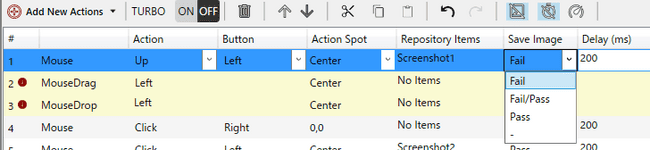 Add New Actions TURBO ON OFF
# Action Button Action Spot Repository Items Save Image Delay (ms)
1 Mouse Up Left Center Screenshot1 Fail 200
2 MouseDrag Left Center No Items Fail
3 MouseDrop Left Center No Items Fail/Pass
Pass
4 Mouse Click Right 0,0 No Items - 200
5 Mouse Click Left Center Screenshot2 Pass 200